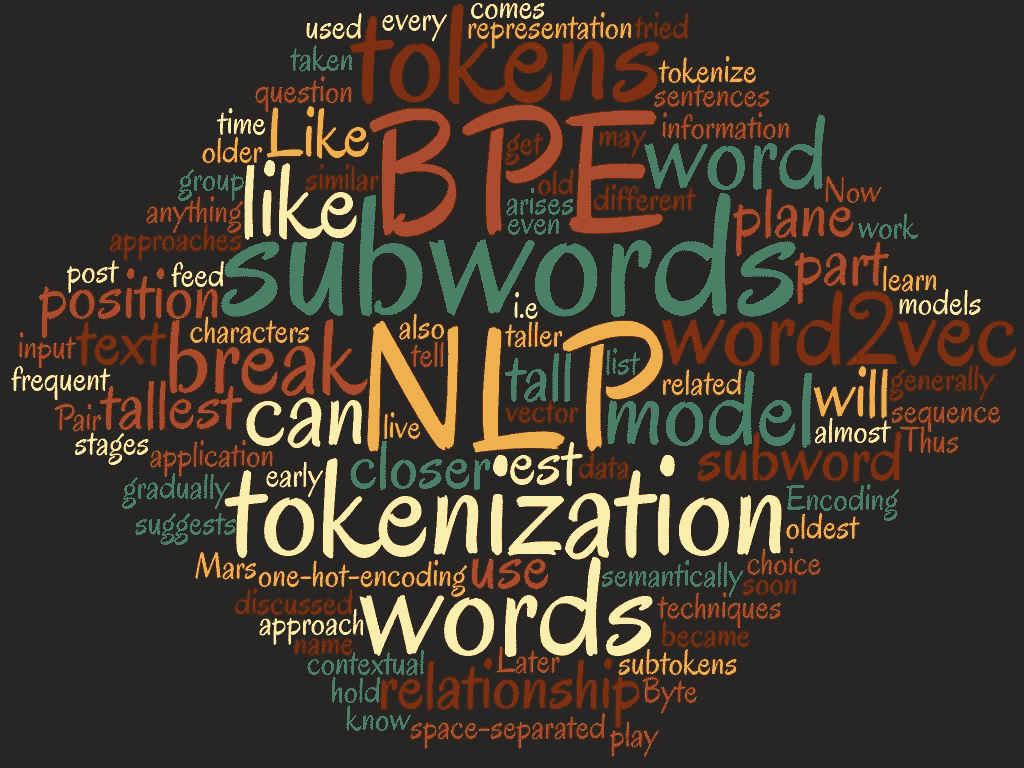 comes
used every representation tried
taken tokens tokenize
question sentences
time Like BPE get may information
older word
group like similar old different Now
anything arises plane work
approaches even
post feed subwords part learn
position i.e models
characters also taller word2vec
input text break NLP tell tall list
frequent related will generally
Pair tallest can live vector model sequence
stages almost Thus
application closer est data subword
gradually early tokenization Encoding
suggests oldest
Mars one-hot-encoding use semantically choice
soon
discussed words techniques
approach became
name
contextual Later subtokens
hold relationship Byte
know space-separated play